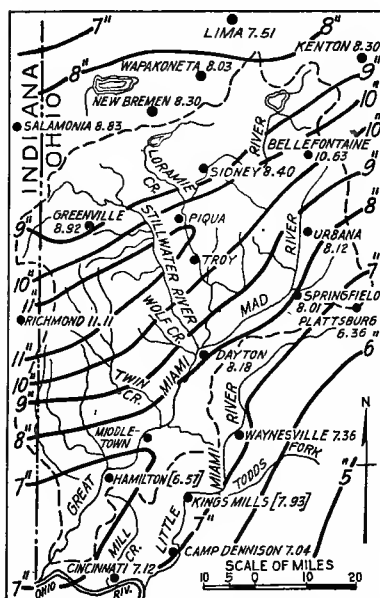 7"
8"
LIMA 7.51
KENTON 8.30
WAPAKONETA 8.03
8"
9"
NEW BREMEN 8.30
10"
SALAMONIA 8.83
INDIANA
OHIO
LORAMIE
CR.
RIVER
10"
BELLEFONTAINE
10.63
SIDNEY 8.40
9"
GREENVILLE
8.92
STILLWATER RIVER
PIQUA
8"
9"
URBANA
8.12
TROY
RIVER
10"
11"
7"
MAD
SPRINGFIELD
8.01
RICHMOND 11.11
WOLF CR.
PLATTSBURG
6.36"
11"
6"
DAYTON
8.18
10"
MIAMI
TWIN
CR.
9"
8"
MIDDLE-
TOWN
RIVER
WAYNESVILLE 7.36
N
7"
MIAMI
TODDS
FORK
5"
GREAT
HAMILTON [6.57]
KINGS MILLS [7.93]
LITTLE
MILL
CR.
7"
CAMP DENNISON 7.04
CINCINNATI 7.12
SCALE OF MILES
7"
OHIO
RIV.
10 0 10 20